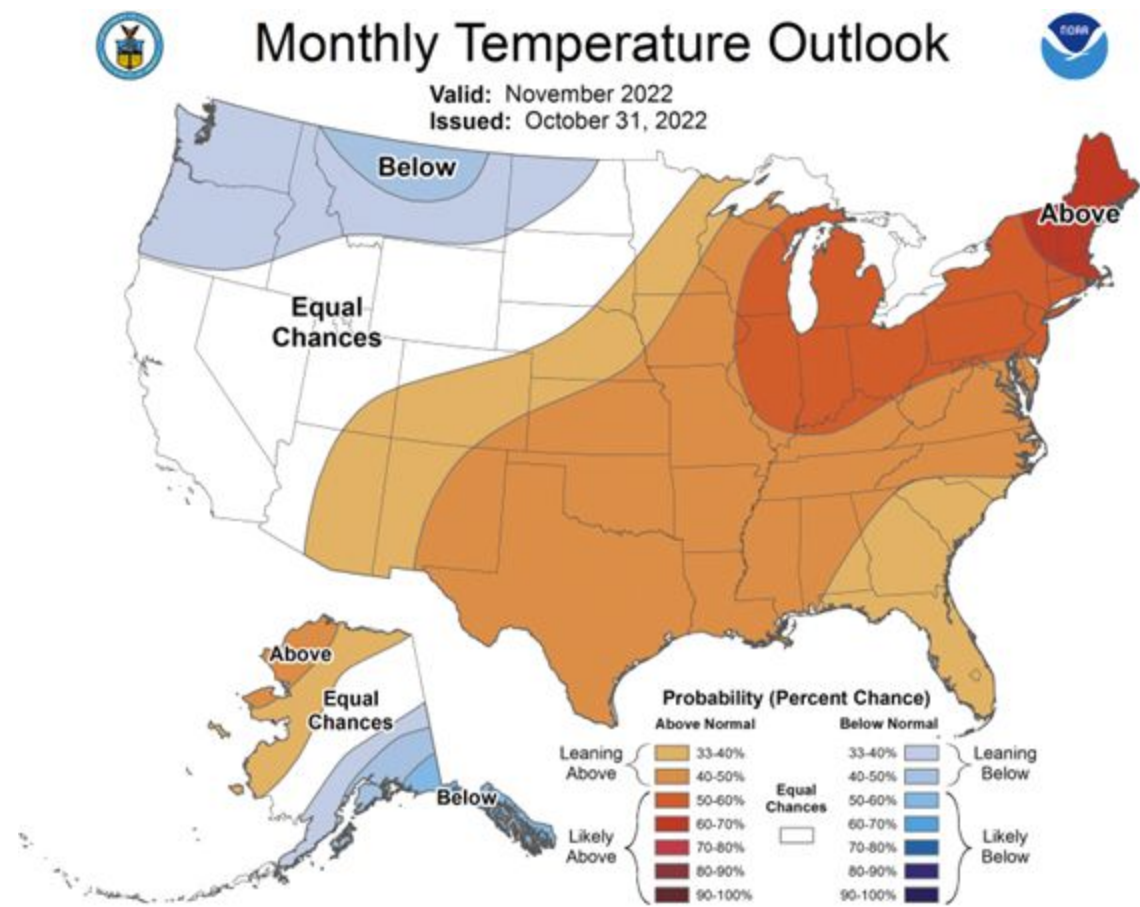 Monthly Temperature Outlook
NOAA
Valid: November 2022
Issued: October 31, 2022
Below
Above
Equal
Chances
Above
Equal
Chances
Below
Probability (Percent Chance)
Above Normal
Below Normal
Leaning
Above
33-40%
40-50%
Likely
Above
50-60%
60-70%
70-80%
80-90%
90-100%
Equal
Chances
33-40%
40-50%
Leaning
Below
50-60%
60-70%
70-80%
80-90%
90-100%
Likely
Below